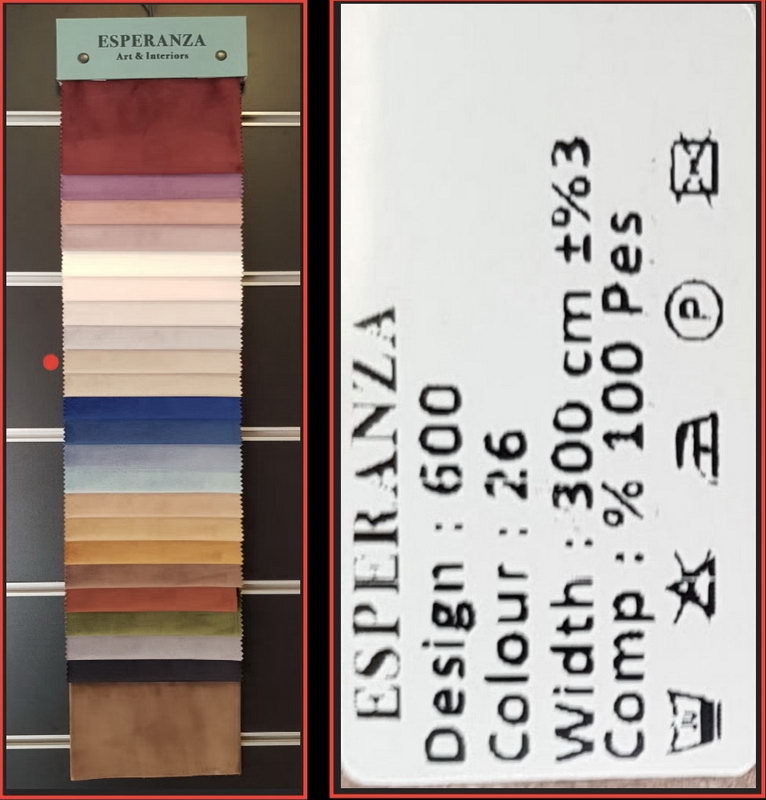 ESPERANZA
Art & Interiors
ESPERANZA
Design : 600
Colour : 26
Width : 300 cm ±%3
Comp : % 100 Pes
P